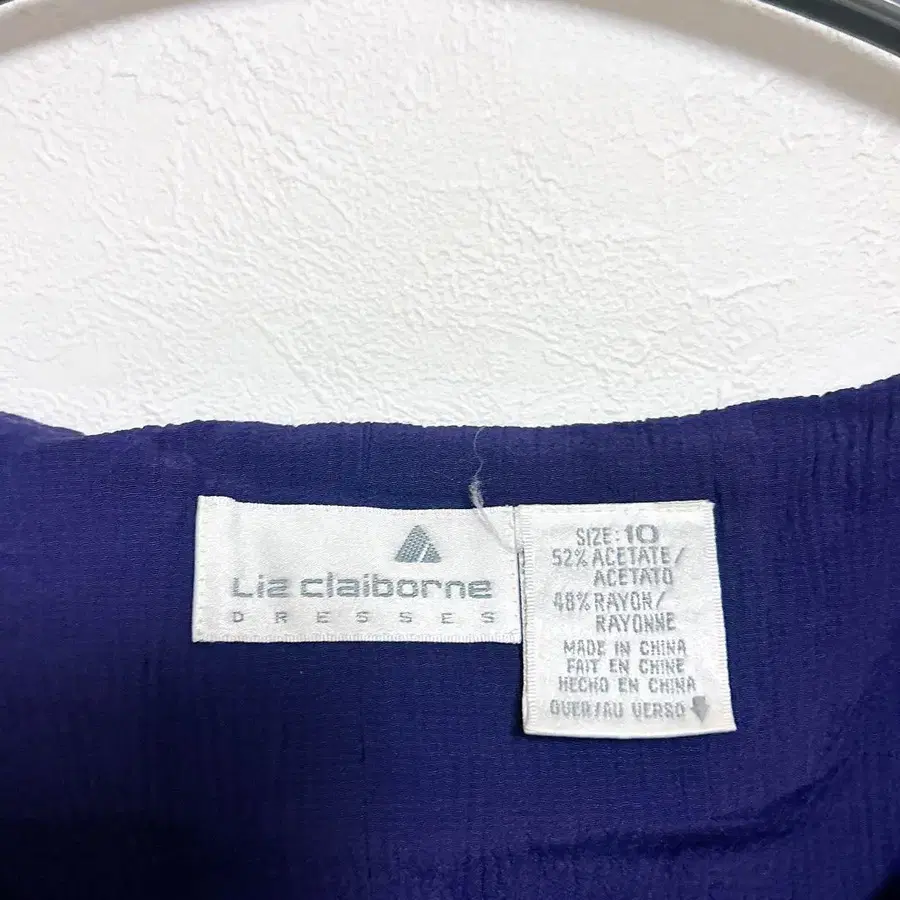 Liz claiborne
DRESSES
SIZE: 10
52% ACETATE/
ACETATO
48% RAYON/
RAYONNE
MADE IN CHINA
FAIT EN CHINE
HECHO EN CHINA
OVER/AU VERSO